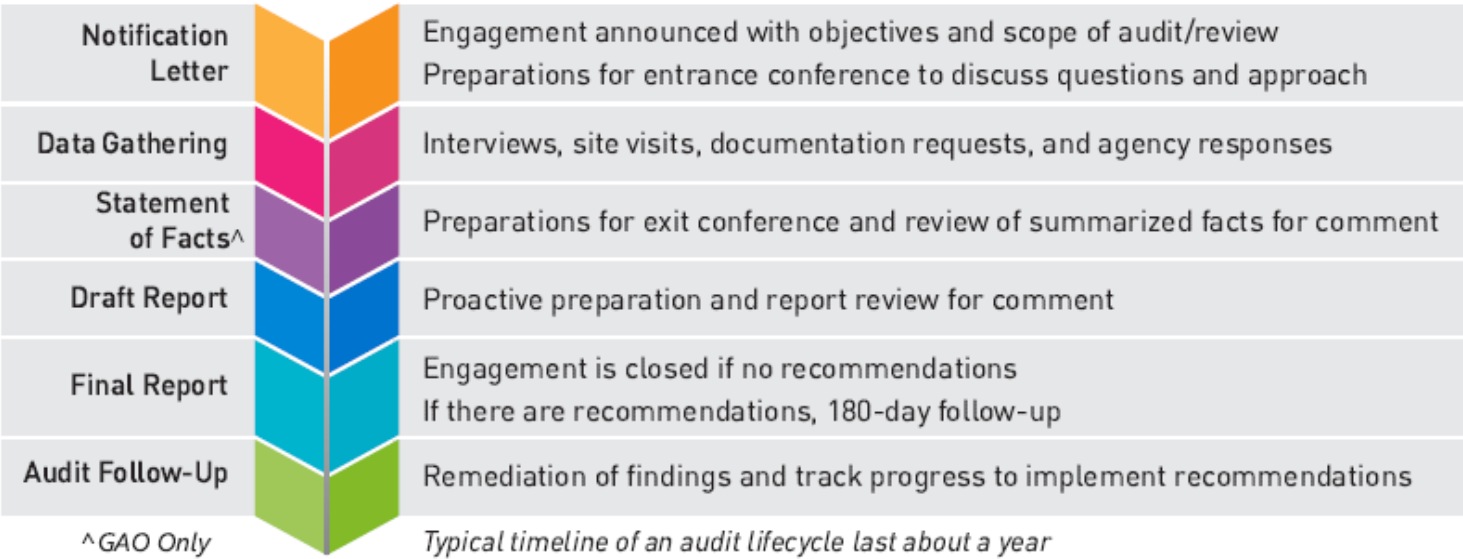 Notification
Letter
Engagement announced with objectives and scope of audit/review
Preparations for entrance conference to discuss questions and approach
Data Gathering
Interviews, site visits, documentation requests, and agency responses
Statement
of Facts^
Preparations for exit conference and review of summarized facts for comment
Draft Report
Proactive preparation and report review for comment
Final Report
Engagement is closed if no recommendations
If there are recommendations, 180-day follow-up
Audit Follow-Up
Remediation of findings and track progress to implement recommendations
^GAO Only
Typical timeline of an audit lifecycle last about a year